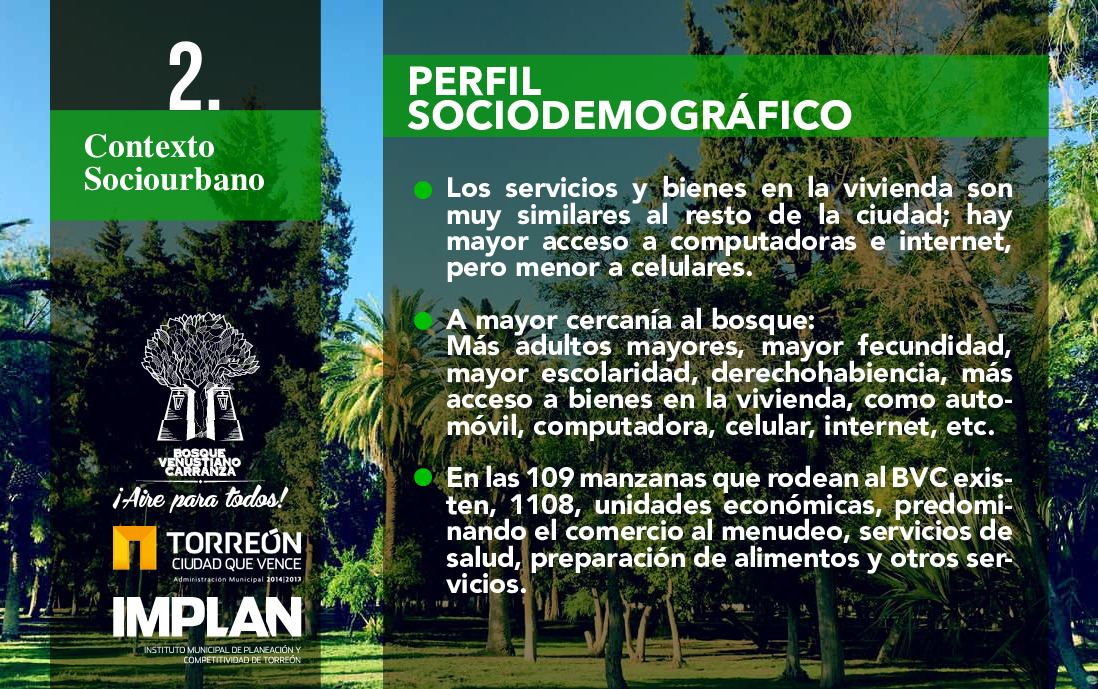 2.
Contexto
Sociourbano
BOSQUE
VENUSTIANO
CARRANZA
¡Aire para todos!
TORREÓN
CIUDAD QUE VENCE
Administración Municipal 2014|2017
IMPLAN
INSTITUTO MUNICIPAL DE PLANEACIÓN Y
COMPETITIVIDAD DE TORREÓN
PERFIL
SOCIODEMOGRÁFICO
Los servicios y bienes en la vivienda son
muy similares al resto de la ciudad; hay
mayor acceso a computadoras e internet,
pero menor a celulares.
A mayor cercanía al bosque:
Más adultos mayores, mayor fecundidad,
mayor escolaridad, derechohabiencia, más
acceso a bienes en la vivienda, como auto-
móvil, computadora, celular, internet, etc.
En las 109 manzanas que rodean al BVC exis-
ten, 1108, unidades económicas, predomi-
nando el comercio al menudeo, servicios de
salud, preparación de alimentos y otros ser-
vicios.